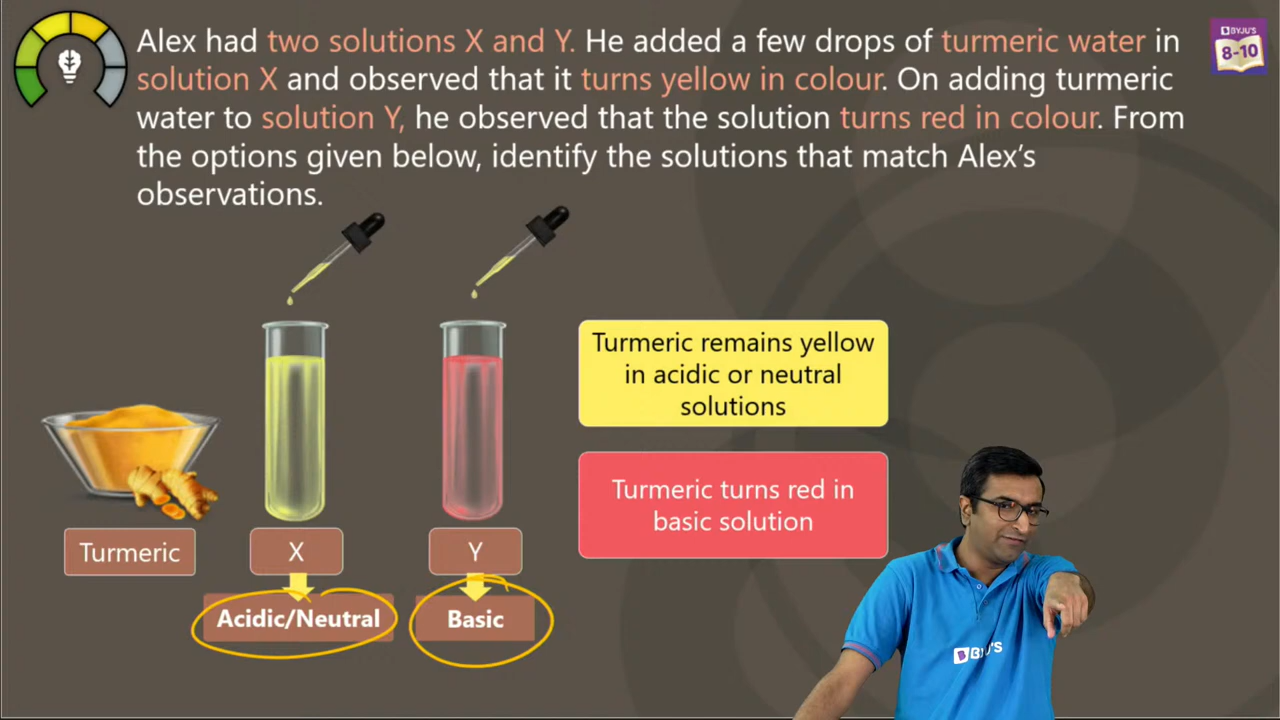 Alex had two solutions X and Y. He added a few drops of turmeric water in
solution X and observed that it turns yellow in colour. On adding turmeric
water to solution Y, he observed that the solution turns red in colour. From
the options given below, identify the solutions that match Alex's
observations.
BYJU'S
8-10
Turmeric remains yellow
in acidic or neutral
solutions
Turmeric turns red in
basic solution
Turmeric
X
Y
Acidic/Neutral
Basic
BYJU'S